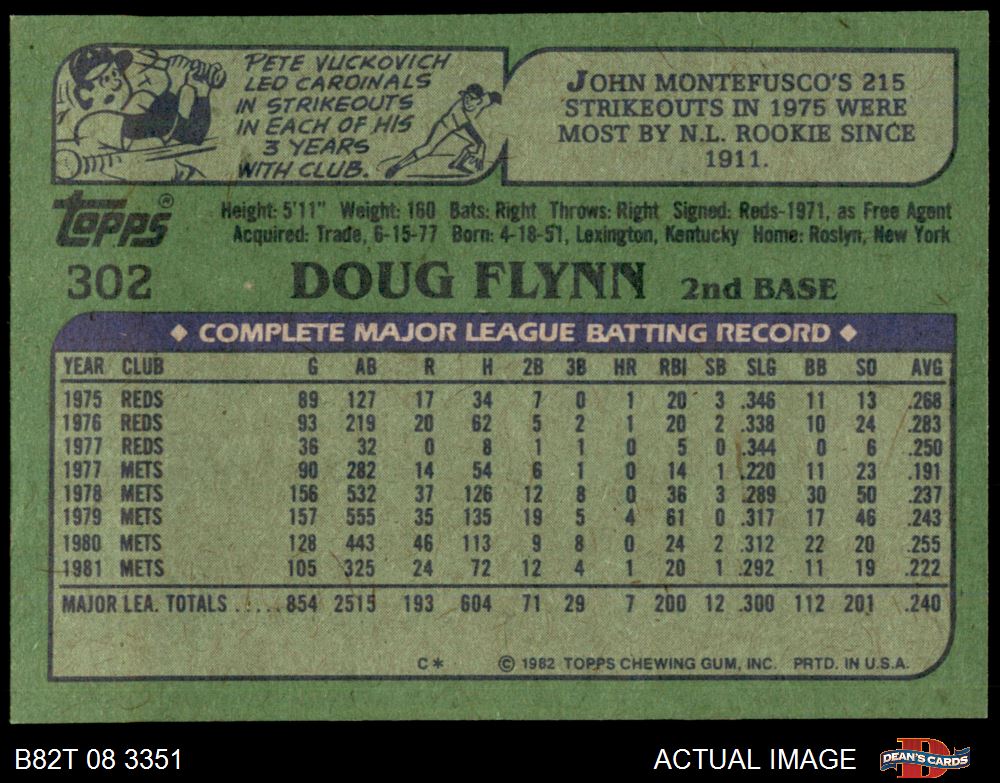 PETE VUCKOVICH
LED CARDINALS
IN STRIKEOUTS
IN EACH OF HIS
3 YEARS
WITH CLUB.
JOHN MONTEFUSCO'S 215
STRIKEOUTS IN 1975 WERE
MOST BY N.L. ROOKIE SINCE
1911.
topps®
Height: 5'11" Weight: 160 Bats: Right Throws: Right Signed: Reds-1971, as Free Agent
Acquired: Trade, 6-15-77 Born: 4-18-51, Lexington, Kentucky Home: Roslyn, New York
302 DOUG FLYNN 2nd BASE
◆ COMPLETE MAJOR LEAGUE BATTING RECORD ◆
YEAR CLUB G AB R H 2B 3B HR RBI SB SLG BB SO AVG
1975 REDS 89 127 17 34 7 0 1 20 3 .346 11 13 .268
1976 REDS 93 219 20 62 5 2 1 20 2 .338 10 24 .283
1977 REDS 36 32 0 8 1 1 0 5 0 .344 0 6 .250
1977 METS 90 282 14 54 6 1 0 14 1 .220 11 23 .191
1978 METS 156 532 37 126 12 8 0 36 3 .289 30 50 .237
1979 METS 157 555 35 135 19 5 4 61 0 .317 17 46 .243
1980 METS 128 443 46 113 9 8 0 24 2 .312 22 20 .255
1981 METS 105 325 24 72 12 4 1 20 1 .292 11 19 .222
MAJOR LEA. TOTALS ..... 854 2515 193 604 71 29 7 200 12 .300 112 201 .240
C* © 1982 TOPPS CHEWING GUM, INC. PRTD. IN U.S.A.
B82T 08 3351 ACTUAL IMAGE DEAN'S CARDS